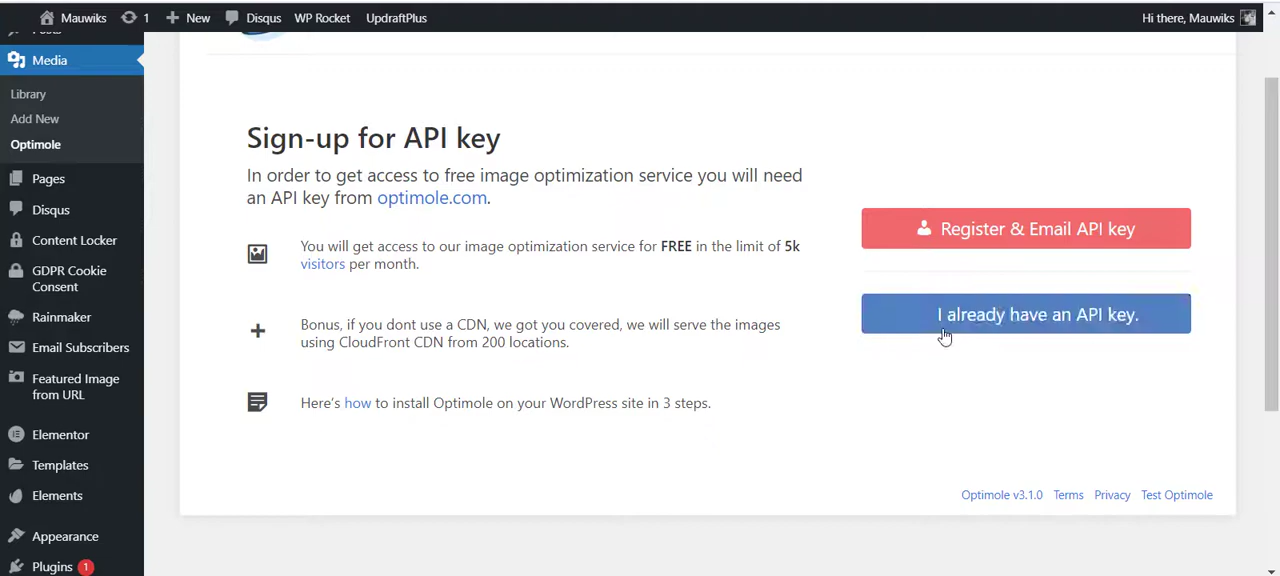 Mauwiks
1
New
Disqus
WP Rocket
UpdraftPlus
Hi there, Mauwiks
Media
Library
Add New
Optimole
Pages
Disqus
Content Locker
GDPR Cookie
Consent
Rainmaker
Email Subscribers
Featured Image
from URL
Elementor
Templates
Elements
Appearance
Plugins 1
Sign-up for API key
In order to get access to free image optimization service you will need
an API key from optimole.com.
You will get access to our image optimization service for FREE in the limit of 5k
visitors per month.
Bonus, if you dont use a CDN, we got you covered, we will serve the images
using CloudFront CDN from 200 locations.
Here's how to install Optimole on your WordPress site in 3 steps.
Register & Email API key
I already have an API key.
Optimole v3.1.0 Terms Privacy Test Optimole